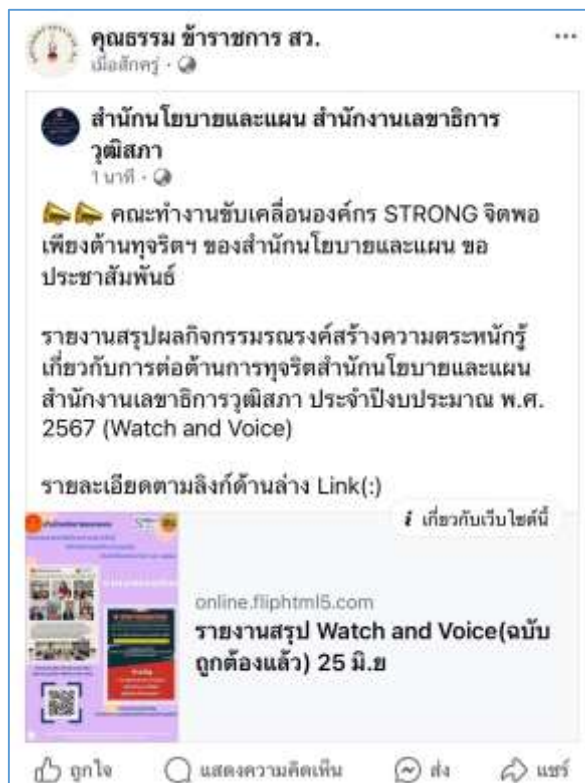 คุณธรรม ข้าราชการ สว.
เมื่อสักครู่ ·
สำนักนโยบายและแผน สำนักงานเลขาธิการ
วุฒิสภา
1 นาที ·
คณะทำงานขับเคลื่อนองค์กร STRONG จิตพอ
เพียงต้านทุจริตฯ ของสำนักนโยบายและแผน ขอ
ประชาสัมพันธ์
รายงานสรุปผลกิจกรรมรณรงค์สร้างความตระหนักรู้
เกี่ยวกับการต่อต้านการทุจริตสำนักนโยบายและแผน
สำนักงานเลขาธิการวุฒิสภา ประจำปีงบประมาณ พ.ศ.
2567 (Watch and Voice)
รายละเอียดตามลิงก์ด้านล่าง Link(:)
i เกี่ยวกับเว็บไซต์นี้
online.fliphtml5.com
รายงานสรุป Watch and Voice(ฉบับ
ถูกต้องแล้ว) 25 มิ.ย
ถูกใจ แสดงความคิดเห็น ส่ง แชร์